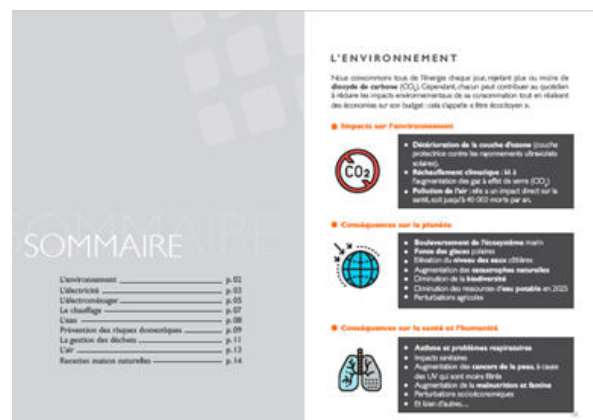 SOMMAIRE
SOMMAIRE
L'environnement p. 02
L'électricité p. 03
L'électroménager p. 05
Le chauffage p. 07
L'eau p. 08
Prévention des risques domestiques p. 09
La gestion des déchets p. 11
L'air p. 13
Recettes maison naturelles p. 14
L'ENVIRONNEMENT
Nous consommons tous de l'énergie chaque jour, rejetant plus ou moins de
dioxyde de carbone (CO₂). Cependant, chacun peut contribuer au quotidien
à réduire les impacts environnementaux de sa consommation tout en réalisant
des économies sur son budget : cela s'appelle « être écocitoyen ».
Impacts sur l'environnement
CO₂
• Détérioration de la couche d'ozone (couche
protectrice contre les rayonnements ultraviolets
solaires).
• Réchauffement climatique : lié à
l'augmentation des gaz à effet de serre (CO₂)
• Pollution de l'air : elle a un impact direct sur la
santé, soit jusqu'à 40 000 morts par an.
Conséquences sur la planète
• Bouleversement de l'écosystème marin
• Fonte des glaces polaires
• Elévation du niveau des eaux côtières
• Augmentation des catastrophes naturelles
• Diminution de la biodiversité
• Diminution des ressources d'eau potable en 2025
• Perturbations agricoles
Conséquences sur la santé et l'humanité
• Asthme et problèmes respiratoires
• Impacts sanitaires
• Augmentation des cancers de la peau, à cause
des UV qui sont moins filtrés
• Augmentation de la malnutrition et famine
• Perturbations socioéconomiques
• Et bien d'autres…